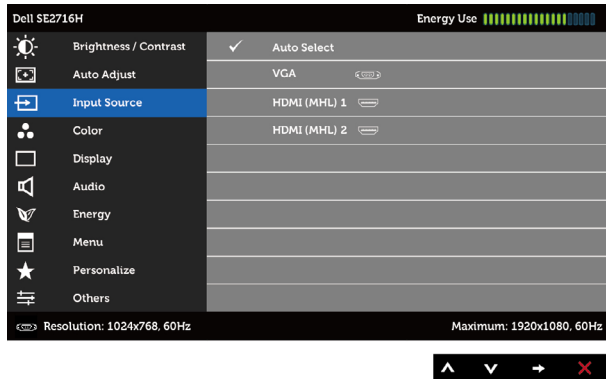 Dell SE2716H Energy Use
Brightness / Contrast Auto Select
Auto Adjust VGA
Input Source HDMI (MHL) 1
Color HDMI (MHL) 2
Display
Audio
Energy
Menu
Personalize
Others
Resolution: 1024x768, 60Hz Maximum: 1920x1080, 60Hz